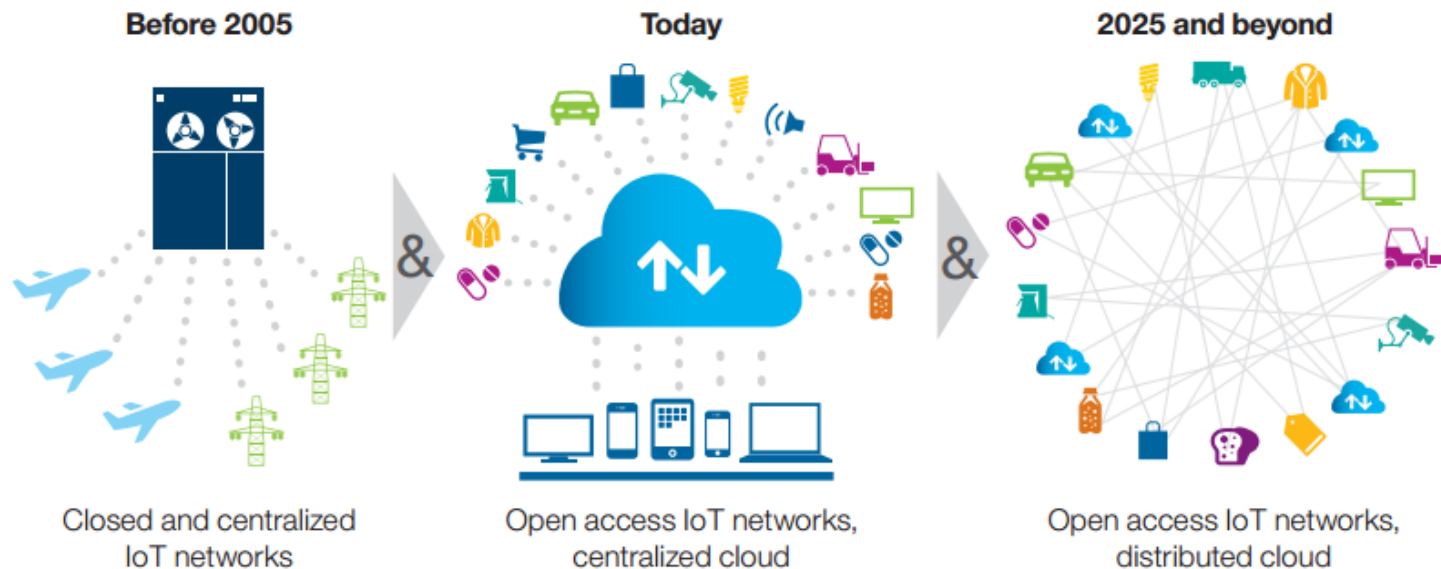 Before 2005
Today
2025 and beyond
&
&
Closed and centralized
IoT networks
Open access IoT networks,
centralized cloud
Open access IoT networks,
distributed cloud